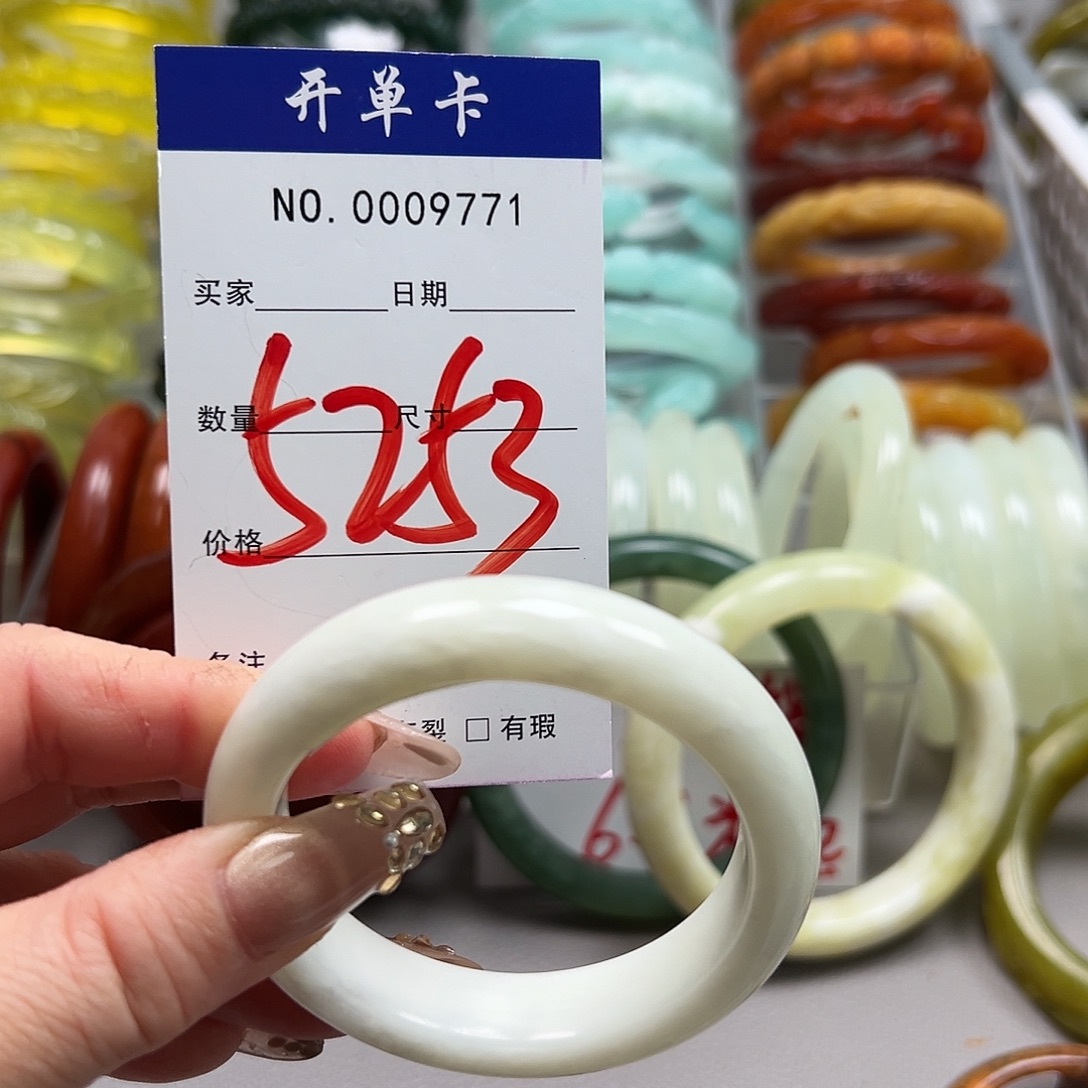 开单卡
NO. 0009771
买家 日期
数量 尺寸
5253
价格
备注
裂 □ 有瑕